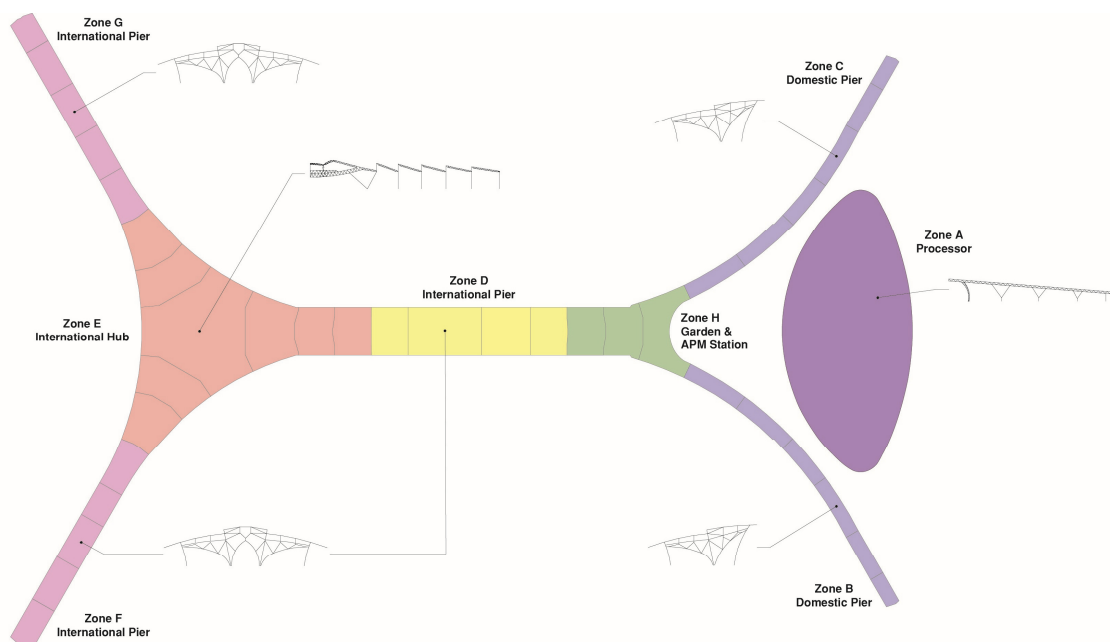 Zone G
International Pier
Zone C
Domestic Pier
Zone A
Processor
Zone D
International Pier
Zone E
International Hub
Zone H
Garden &
APM Station
Zone B
Domestic Pier
Zone F
International Pier